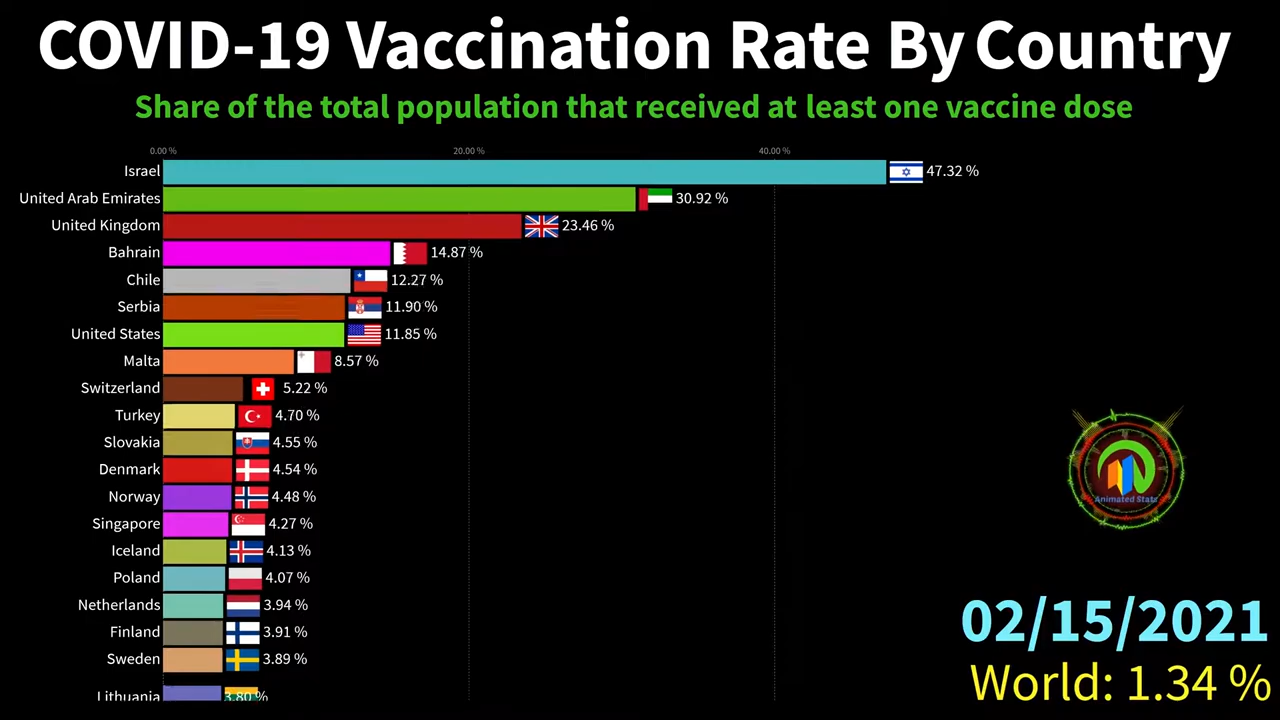 COVID-19 Vaccination Rate By Country
Share of the total population that received at least one vaccine dose
0.00 % 20.00 % 40.00 %
Israel 47.32 %
United Arab Emirates 30.92 %
United Kingdom 23.46 %
Bahrain 14.87 %
Chile 12.27 %
Serbia 11.90 %
United States 11.85 %
Malta 8.57 %
Switzerland 5.22 %
Turkey 4.70 %
Slovakia 4.55 %
Denmark 4.54 %
Norway 4.48 %
Singapore 4.27 %
Iceland 4.13 %
Poland 4.07 %
Netherlands 3.94 %
Finland 3.91 %
Sweden 3.89 %
Lithuania 3.80 %
Animated Stats
02/15/2021
World: 1.34 %